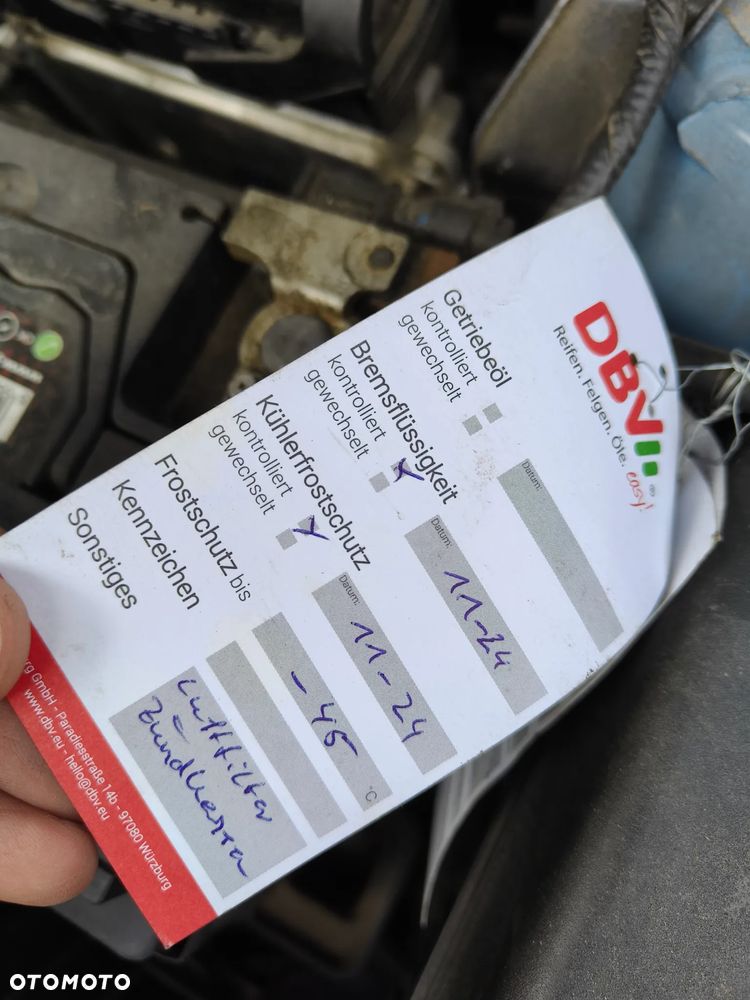 DBV
®
Reifen. Felgen. Öle. easy!
Getriebeöl
kontrolliert
gewechselt
Datum:
Bremsflüssigkeit
kontrolliert
gewechselt
Datum: 11-24
Kühlerfrostschutz
kontrolliert
gewechselt
Datum: 11-24
Frostschutz bis -45 °C
Kennzeichen
Sonstiges
Luftfilter
=
Zündkerzen
GmbH - Paradiesstraße 14b - 97080 Würzburg
www.dbv.eu - hello@dbv.eu
OTOMOTO